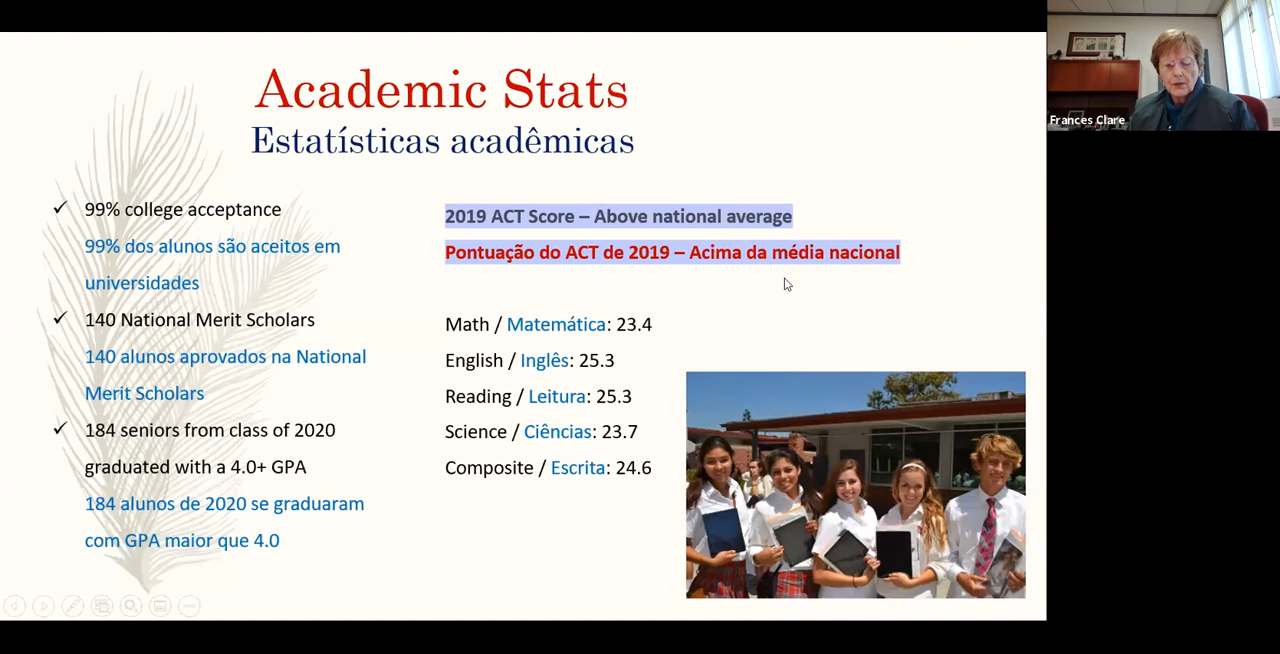 Academic Stats
Estatísticas acadêmicas
✓ 99% college acceptance
99% dos alunos são aceitos em
universidades
✓ 140 National Merit Scholars
140 alunos aprovados na National
Merit Scholars
✓ 184 seniors from class of 2020
graduated with a 4.0+ GPA
184 alunos de 2020 se graduaram
com GPA maior que 4.0
2019 ACT Score – Above national average
Pontuação do ACT de 2019 – Acima da média nacional
Math / Matemática: 23.4
English / Inglês: 25.3
Reading / Leitura: 25.3
Science / Ciências: 23.7
Composite / Escrita: 24.6
Frances Clare